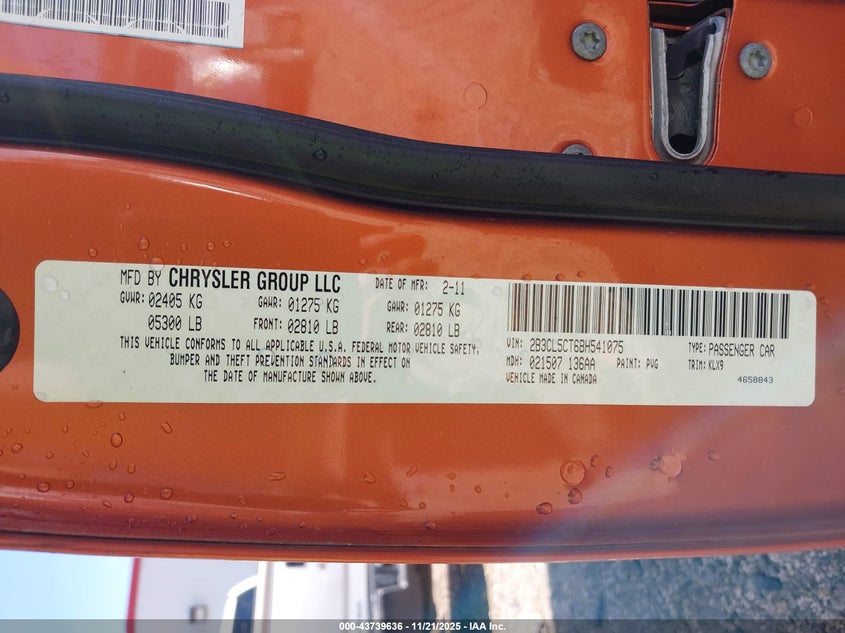 MFD BY CHRYSLER GROUP LLC DATE OF MFR: 2-11
GVWR: 02405 KG GAWR: 01275 KG GAWR: 01275 KG
05300 LB FRONT: 02810 LB REAR: 02810 LB
THIS VEHICLE CONFORMS TO ALL APPLICABLE U.S.A. FEDERAL MOTOR VEHICLE SAFETY,
BUMPER AND THEFT PREVENTION STANDARDS IN EFFECT ON
THE DATE OF MANUFACTURE SHOWN ABOVE.
VIN: 2B3CL5CT6BH541075 TYPE: PASSENGER CAR
MDH: 021507 136AA PAINT: PVG TRIM: KLX9
VEHICLE MADE IN CANADA
4658843
000-43739636 - 11/21/2025 - IAA Inc.